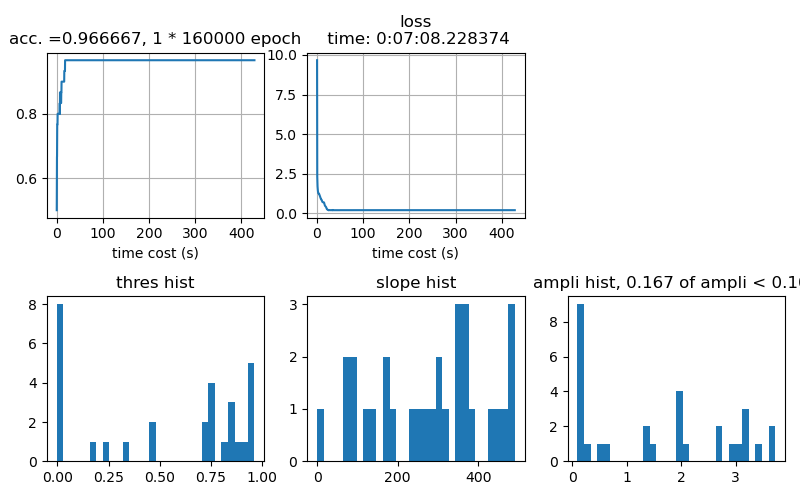 acc. =0.966667, 1 * 160000 epoch
0.8
0.6
0 100 200 300 400
time cost (s)
loss
time: 0:07:08.228374
10.0
7.5
5.0
2.5
0.0
0 100 200 300 400
time cost (s)
thres hist
8
6
4
2
0
0.00 0.25 0.50 0.75 1.00
slope hist
3
2
1
0
0 200 400
ampli hist, 0.167 of ampli < 0.10
8
6
4
2
0
0 1 2 3